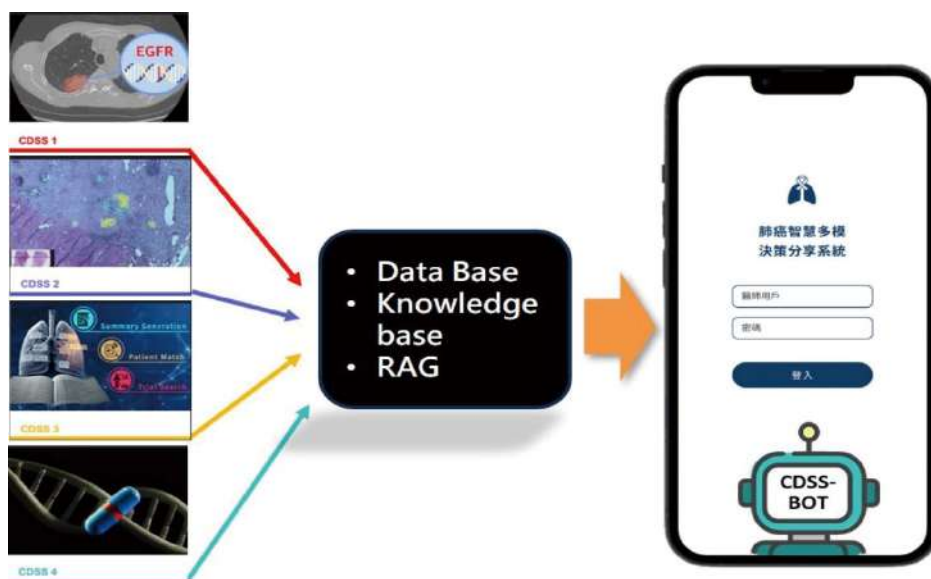 EGFR
CDSS 1
CDSS 2
Summary Generation
Patient Match
Trial Search
CDSS 3
CDSS 4
• Data Base
• Knowledge
base
• RAG
肺癌智慧多模
決策分享系統
醫師用戶
密碼
登入
CDSS-
BOT